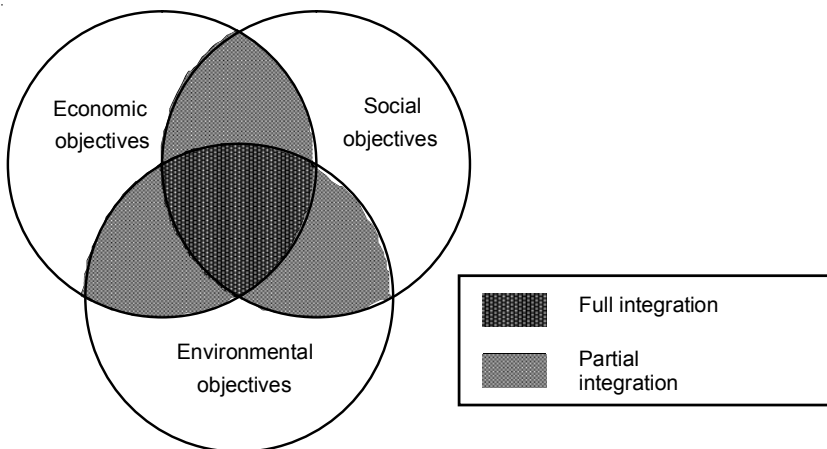 Economic
objectives
Social
objectives
Environmental
objectives
Full integration
Partial
integration